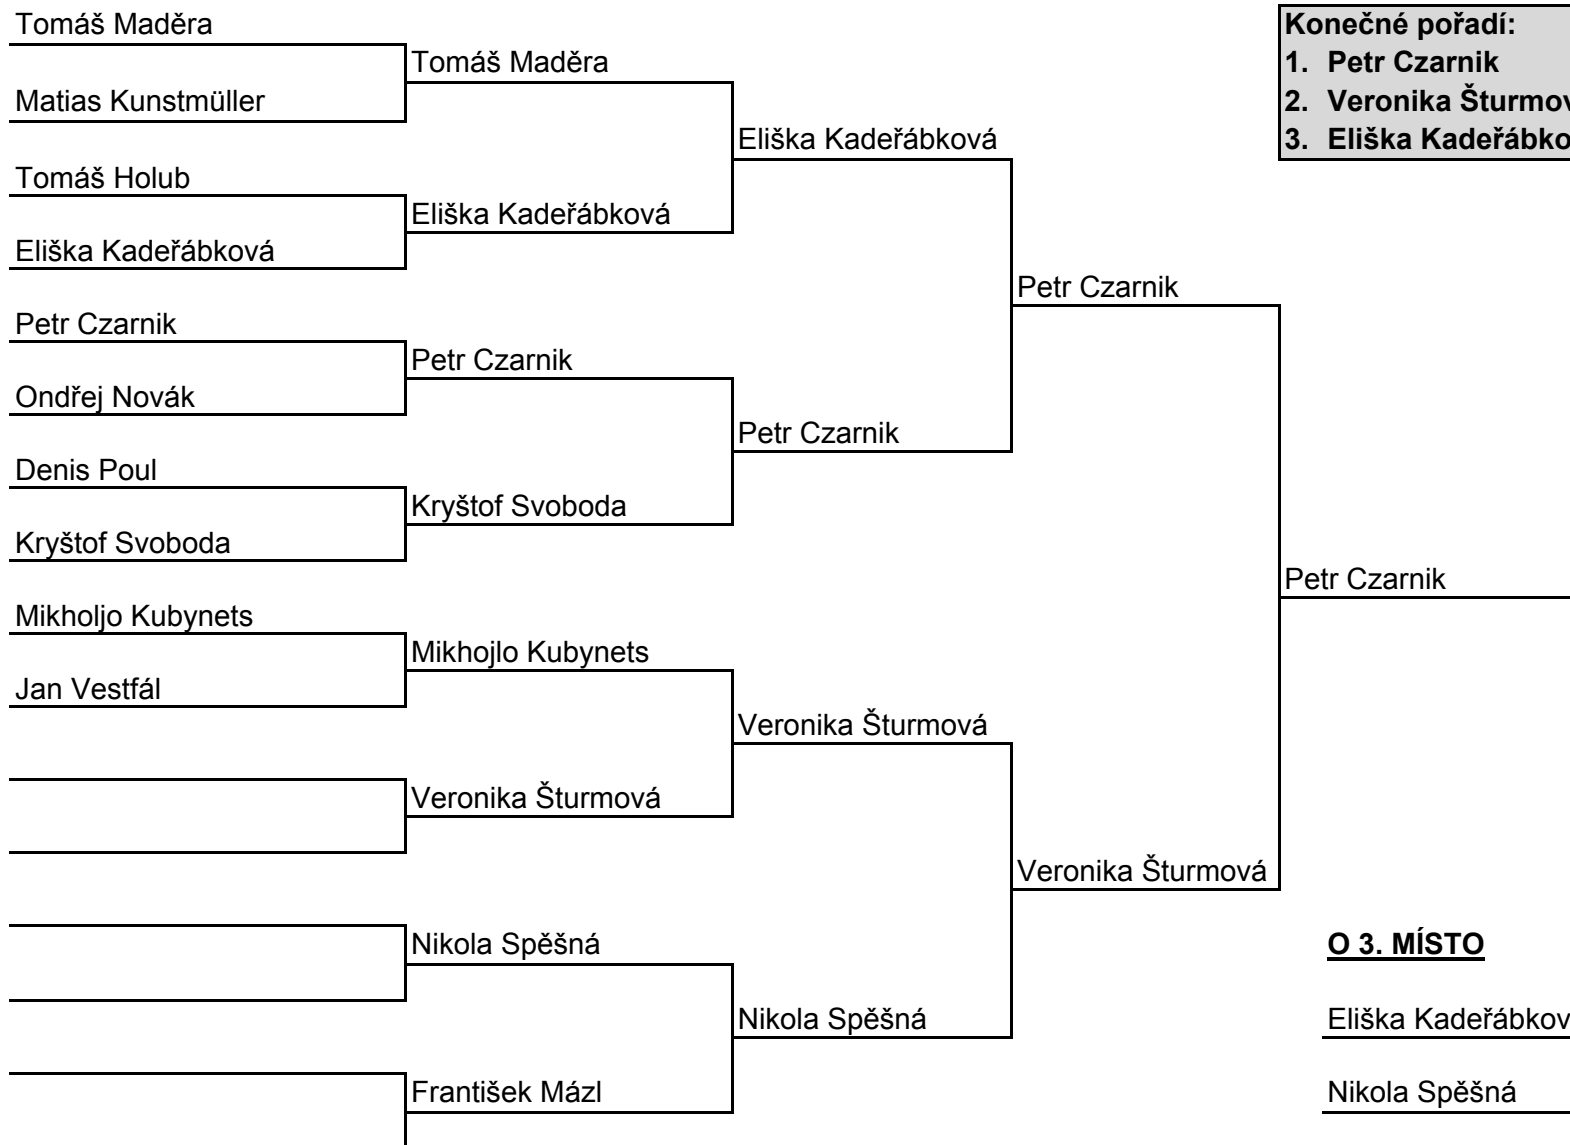 Tomáš Maděra
Matias Kunstmüller
Tomáš Holub
Eliška Kadeřábková
Petr Czarnik
Ondřej Novák
Denis Poul
Kryštof Svoboda
Mikholjo Kubynets
Jan Vestfál
Tomáš Maděra
Eliška Kadeřábková
Petr Czarnik
Kryštof Svoboda
Mikhojlo Kubynets
Veronika Šturmová
Nikola Spěšná
František Mázl
Eliška Kadeřábková
Petr Czarnik
Veronika Šturmová
Nikola Spěšná
Petr Czarnik
Veronika Šturmová
Petr Czarnik
Konečné pořadí:
1. Petr Czarnik
2. Veronika Šturmov
3. Eliška Kadeřábko
O 3. MÍSTO
Eliška Kadeřábkov
Nikola Spěšná